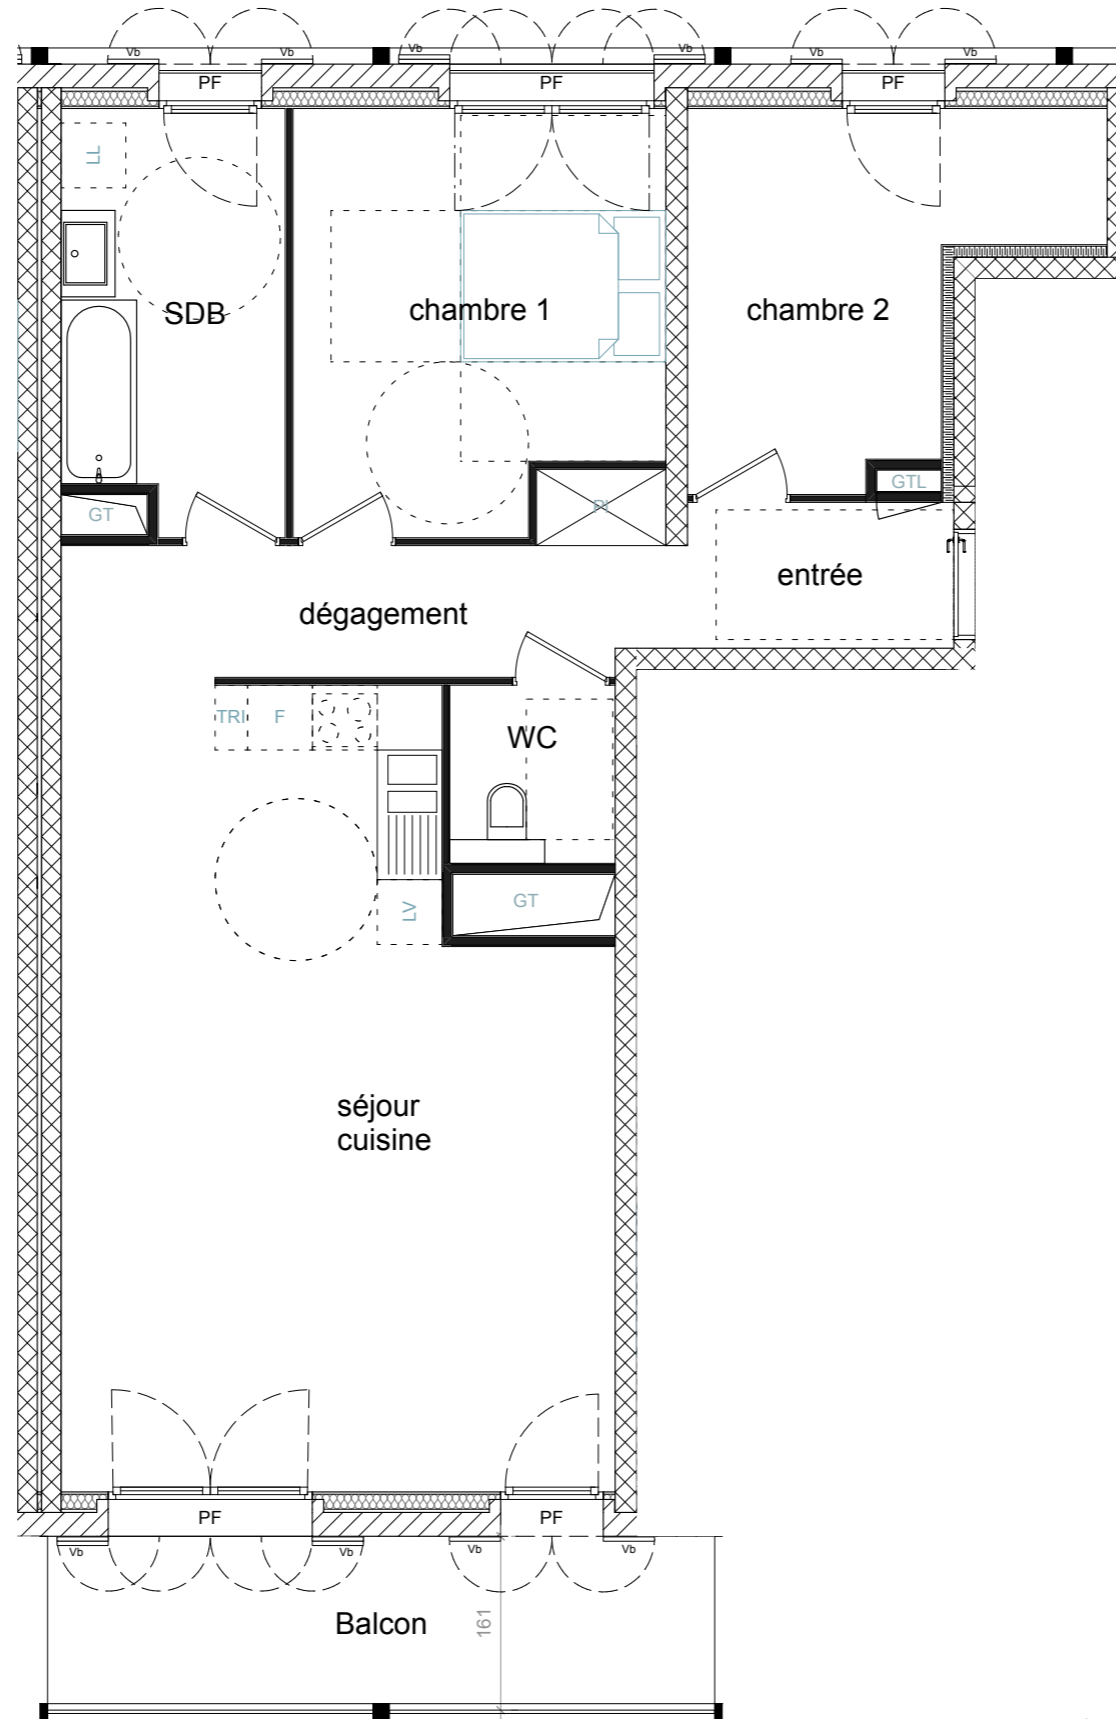 Vb
Vb
Vb
Vb
Vb
Vb
PF
PF
PF
LL
SDB
chambre 1
chambre 2
GT
PL
GTL
entrée
dégagement
TRI
F
WC
LV
GT
séjour
cuisine
PF
PF
Vb
Vb
Vb
Vb
Balcon
161